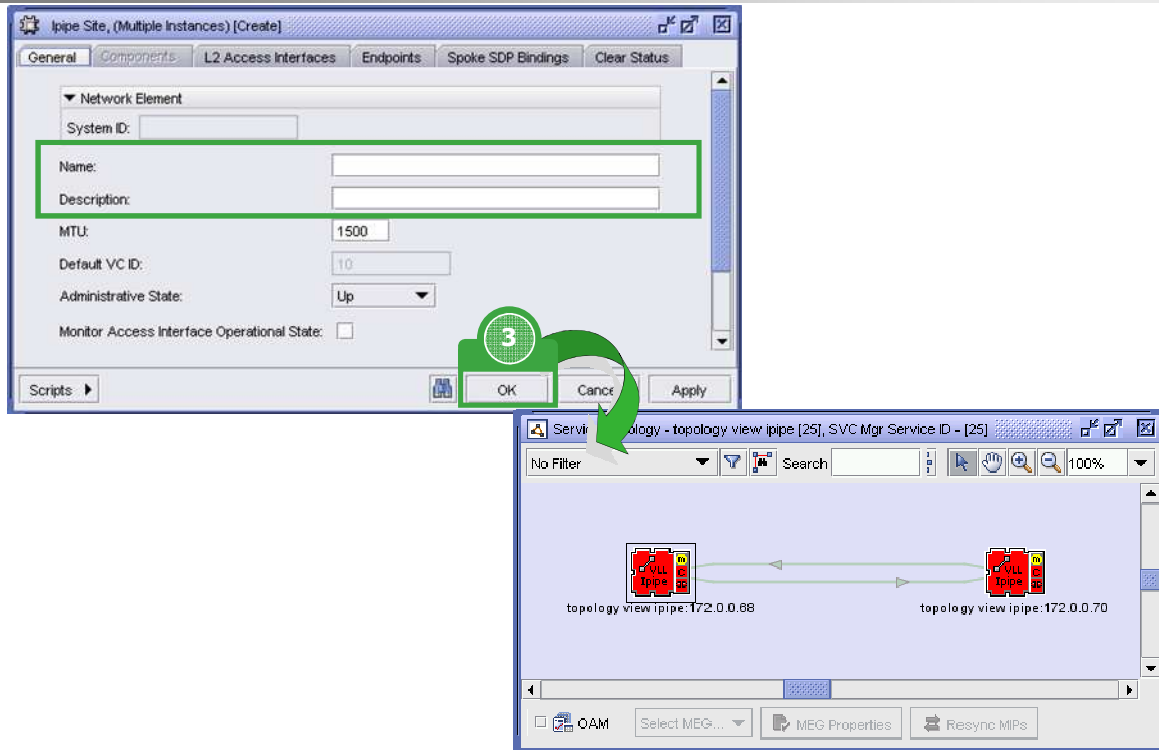 Ipipe Site, (Multiple Instances) [Create]
General Components L2 Access Interfaces Endpoints Spoke SDP Bindings Clear Status
Network Element
System ID:
Name:
Description:
MTU: 1500
Default VC ID: 10
Administrative State: Up
Monitor Access Interface Operational State:
3
Scripts OK Cance Apply
Servi ology - topology view ipipe [25], SVC Mgr Service ID - [25]
No Filter Search 100%
VLL VLL
Ipipe Ipipe
topology view ipipe:172.0.0.68 topology view ipipe:172.0.0.70
OAM Select MEG... MEG Properties Resync MIPs